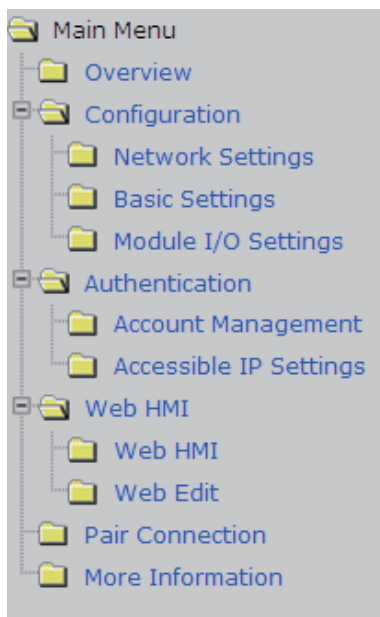 Main Menu
Overview
Configuration
Network Settings
Basic Settings
Module I/O Settings
Authentication
Account Management
Accessible IP Settings
Web HMI
Web HMI
Web Edit
Pair Connection
More Information